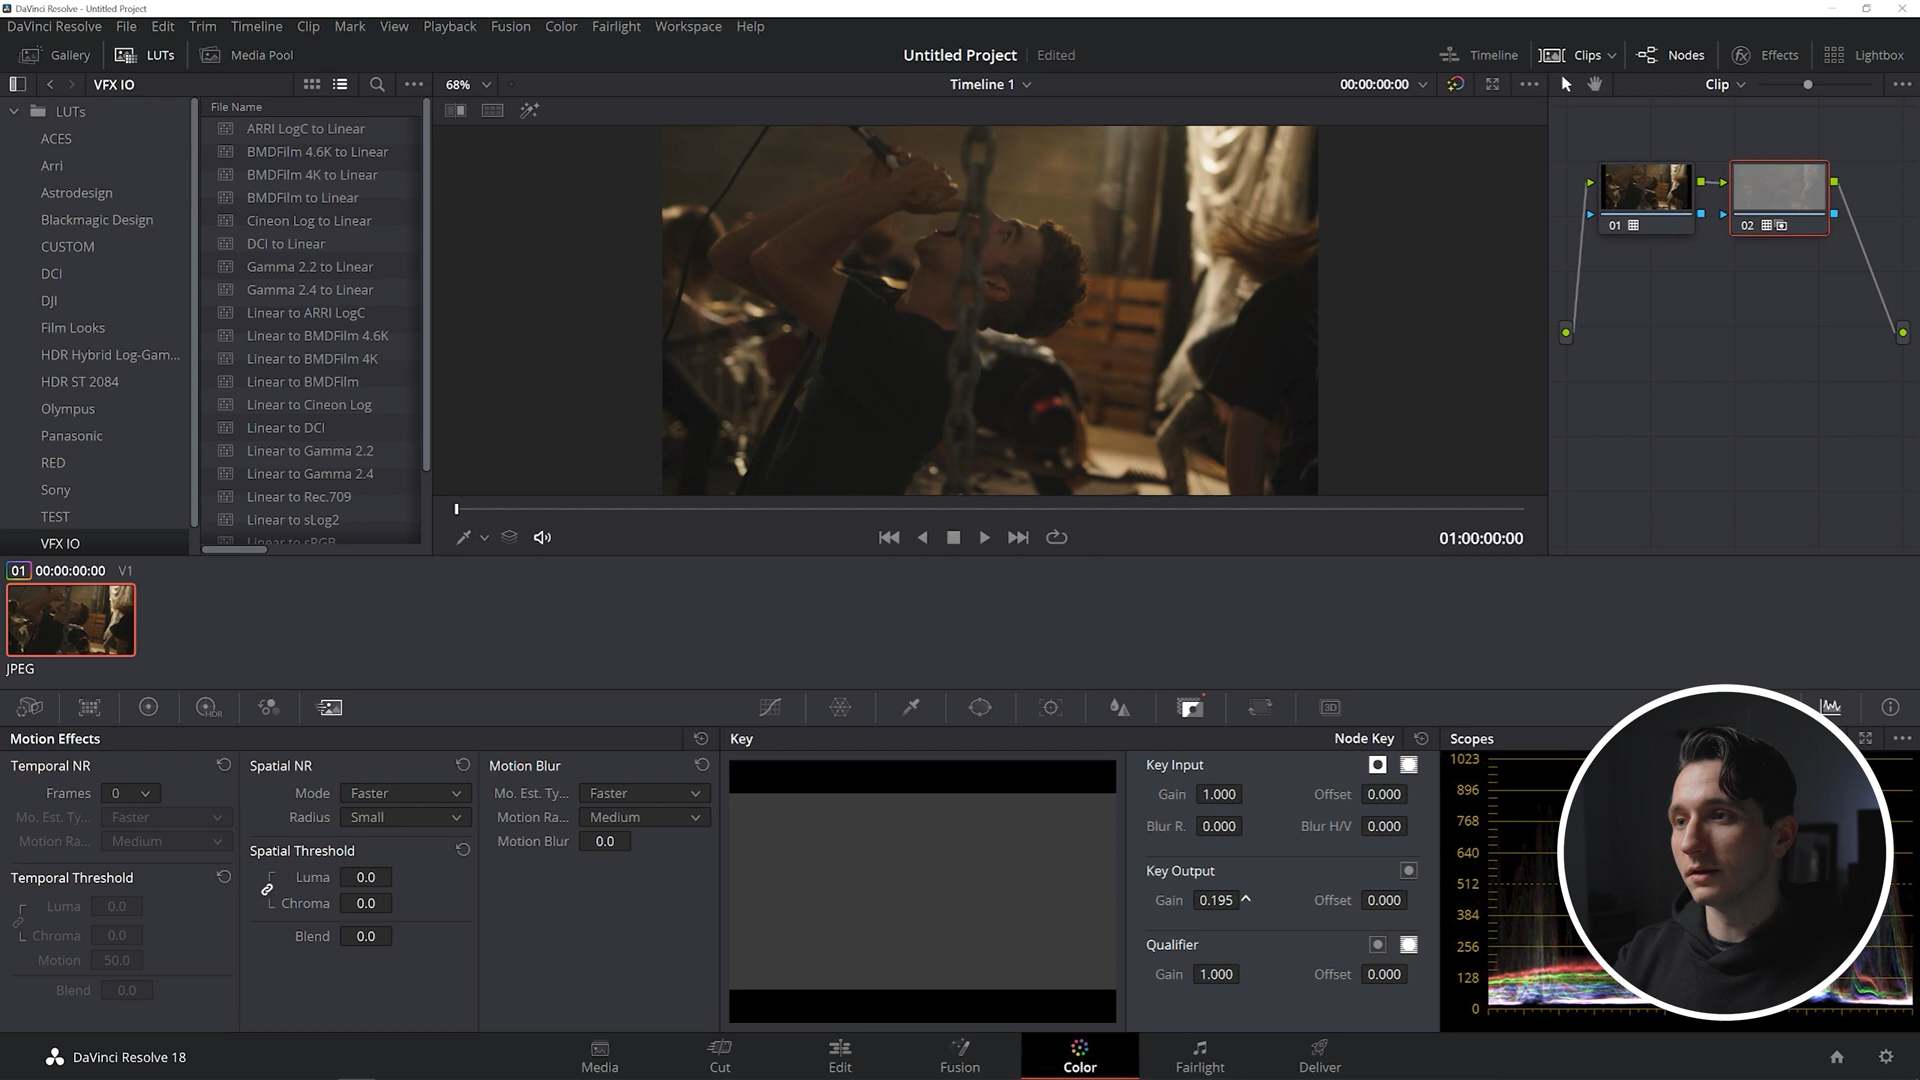 DaVinci Resolve - Untitled Project
DaVinci Resolve File Edit Trim Timeline Clip Mark View Playback Fusion Color Fairlight Workspace Help
Gallery LUTs Media Pool Untitled Project Edited Timeline Clips Nodes Effects Lightbox
VFX IO 68% Timeline 1 00:00:00:00 Clip
LUTs
ACES
Arri
Astrodesign
Blackmagic Design
CUSTOM
DCI
DJI
Film Looks
HDR Hybrid Log-Gam...
HDR ST 2084
Olympus
Panasonic
RED
Sony
TEST
VFX IO
File Name
ARRI LogC to Linear
BMDFilm 4.6K to Linear
BMDFilm 4K to Linear
BMDFilm to Linear
Cineon Log to Linear
DCI to Linear
Gamma 2.2 to Linear
Gamma 2.4 to Linear
Linear to ARRI LogC
Linear to BMDFilm 4.6K
Linear to BMDFilm 4K
Linear to BMDFilm
Linear to Cineon Log
Linear to DCI
Linear to Gamma 2.2
Linear to Gamma 2.4
Linear to Rec.709
Linear to sLog2
Linear to sRGB
01:00:00:00
01
02
01 00:00:00:00 V1
JPEG
HDR
3D
Motion Effects
Temporal NR
Frames 0
Mo. Est. Ty... Faster
Motion Ra... Medium
Temporal Threshold
Luma 0.0
Chroma 0.0
Motion 50.0
Blend 0.0
Spatial NR
Mode Faster
Radius Small
Spatial Threshold
Luma 0.0
Chroma 0.0
Blend 0.0
Motion Blur
Mo. Est. Ty... Faster
Motion Ra... Medium
Motion Blur 0.0
Key Node Key
Key Input
Gain 1.000 Offset 0.000
Blur R. 0.000 Blur H/V 0.000
Key Output
Gain 0.195 Offset 0.000
Qualifier
Gain 1.000 Offset 0.000
Scopes
1023
896
768
640
512
384
256
128
0
DaVinci Resolve 18
Media Cut Edit Fusion Color Fairlight Deliver